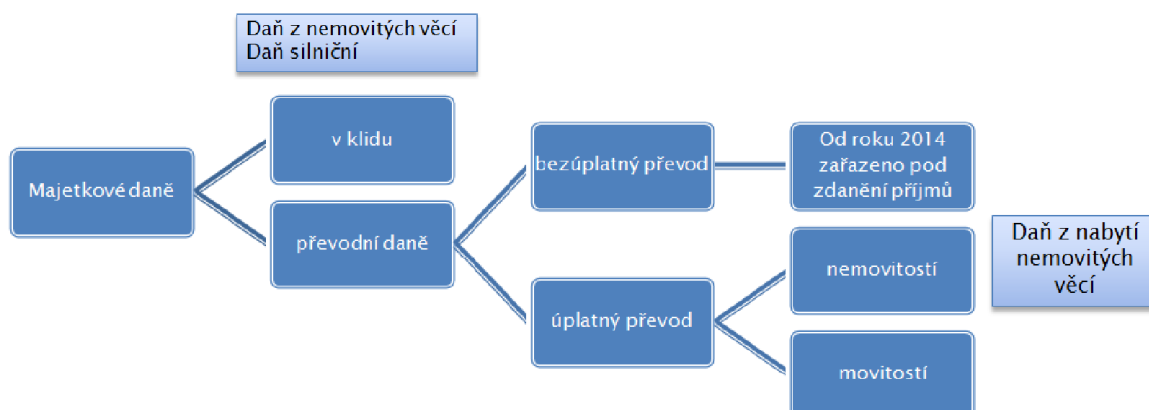 Daň z nemovitých věcí
Daň silniční
v klidu
Majetkové daně
převodní daně
bezúplatný převod
Od roku 2014
zařazeno pod
zdanění příjmů
úplatný převod
nemovitostí
Daň z nabytí
nemovitých
věcí
movitostí